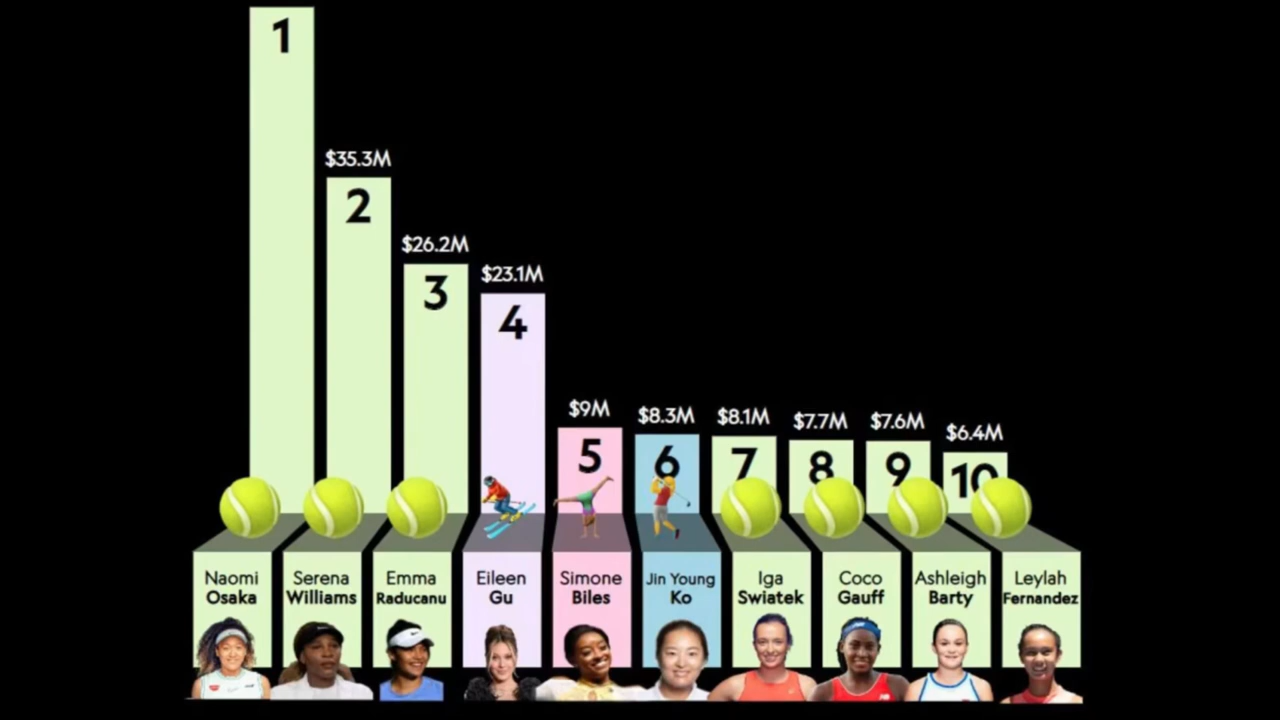 1
$35.3M
2
$26.2M
3
$23.1M
4
$9M
5
$8.3M
6
$8.1M
7
$7.7M
8
$7.6M
9
$6.4M
10
Naomi
Osaka
Serena
Williams
Emma
Raducanu
Eileen
Gu
Simone
Biles
Jin Young
Ko
Iga
Swiatek
Coco
Gauff
Ashleigh
Barty
Leylah
Fernandez